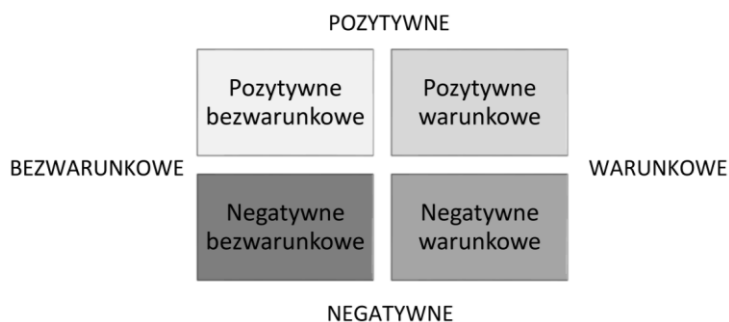 POZYTYWNE
Pozytywne
bezwarunkowe
Pozytywne
warunkowe
BEZWARUNKOWE
WARUNKOWE
Negatywne
bezwarunkowe
Negatywne
warunkowe
NEGATYWNE